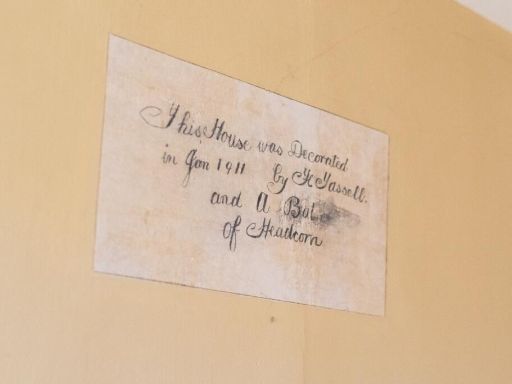 This House was Decorated
in Jan 1911 by H Tassell.
and A
of Headcorn